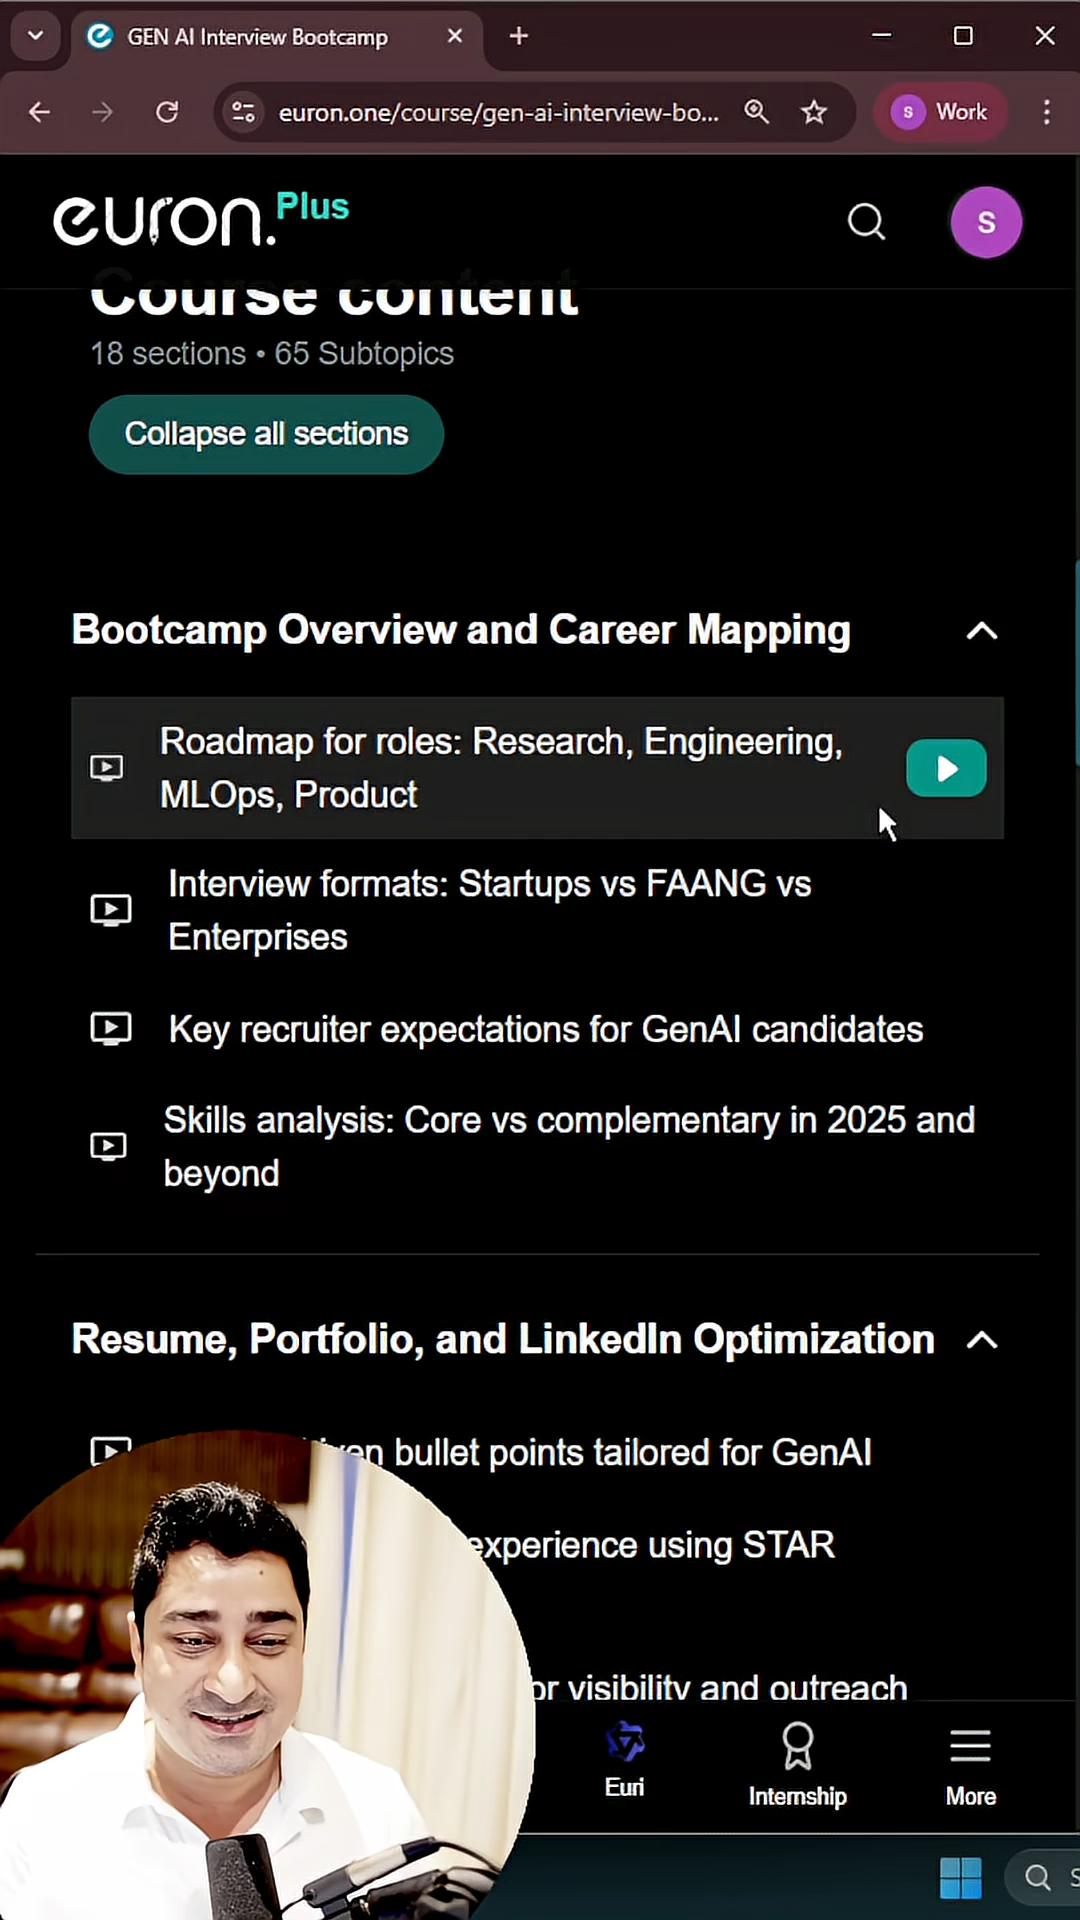 GEN AI Interview Bootcamp
euron.one/course/gen-ai-interview-bo...
S
Work
euron.Plus
S
Course content
18 sections • 65 Subtopics
Collapse all sections
Bootcamp Overview and Career Mapping
Roadmap for roles: Research, Engineering,
MLOps, Product
Interview formats: Startups vs FAANG vs
Enterprises
Key recruiter expectations for GenAI candidates
Skills analysis: Core vs complementary in 2025 and
beyond
Resume, Portfolio, and LinkedIn Optimization
bullet points tailored for GenAI
experience using STAR
visibility and outreach
Euri
Internship
More